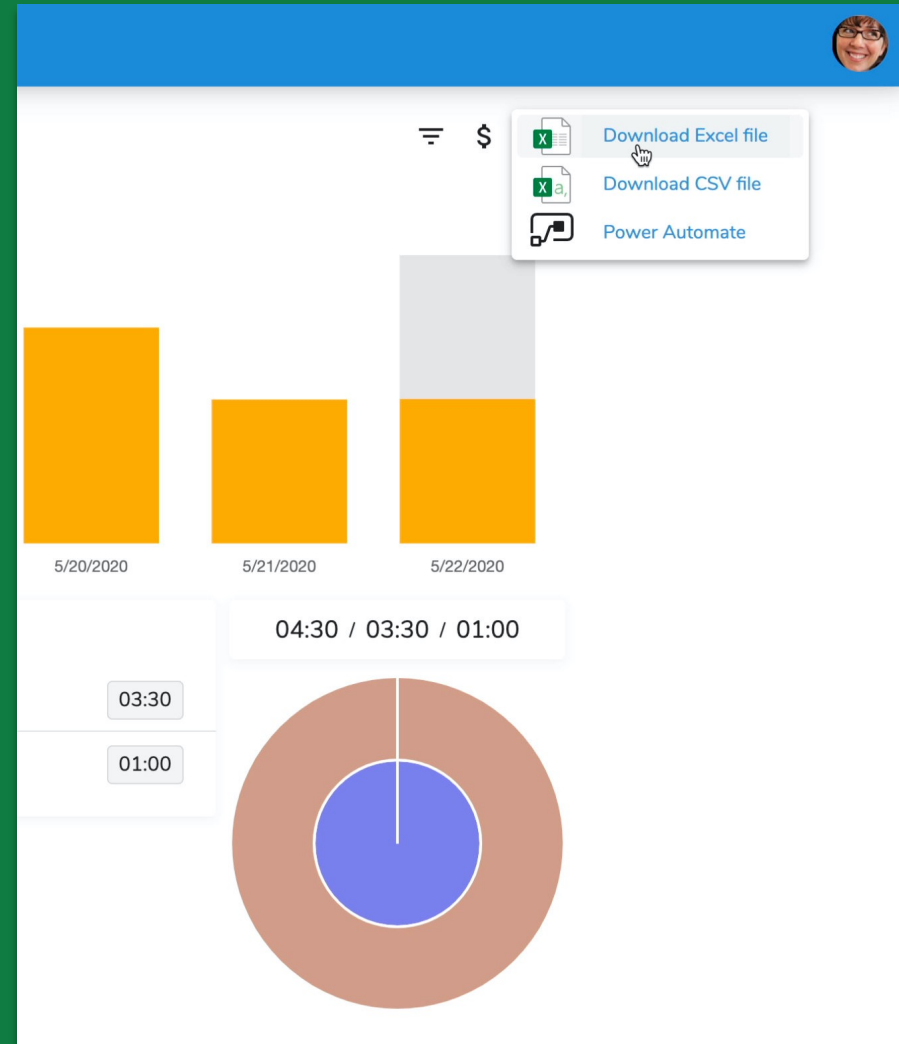 $
Download Excel file
Download CSV file
Power Automate
5/20/2020 5/21/2020 5/22/2020
04:30 / 03:30 / 01:00
03:30
01:00